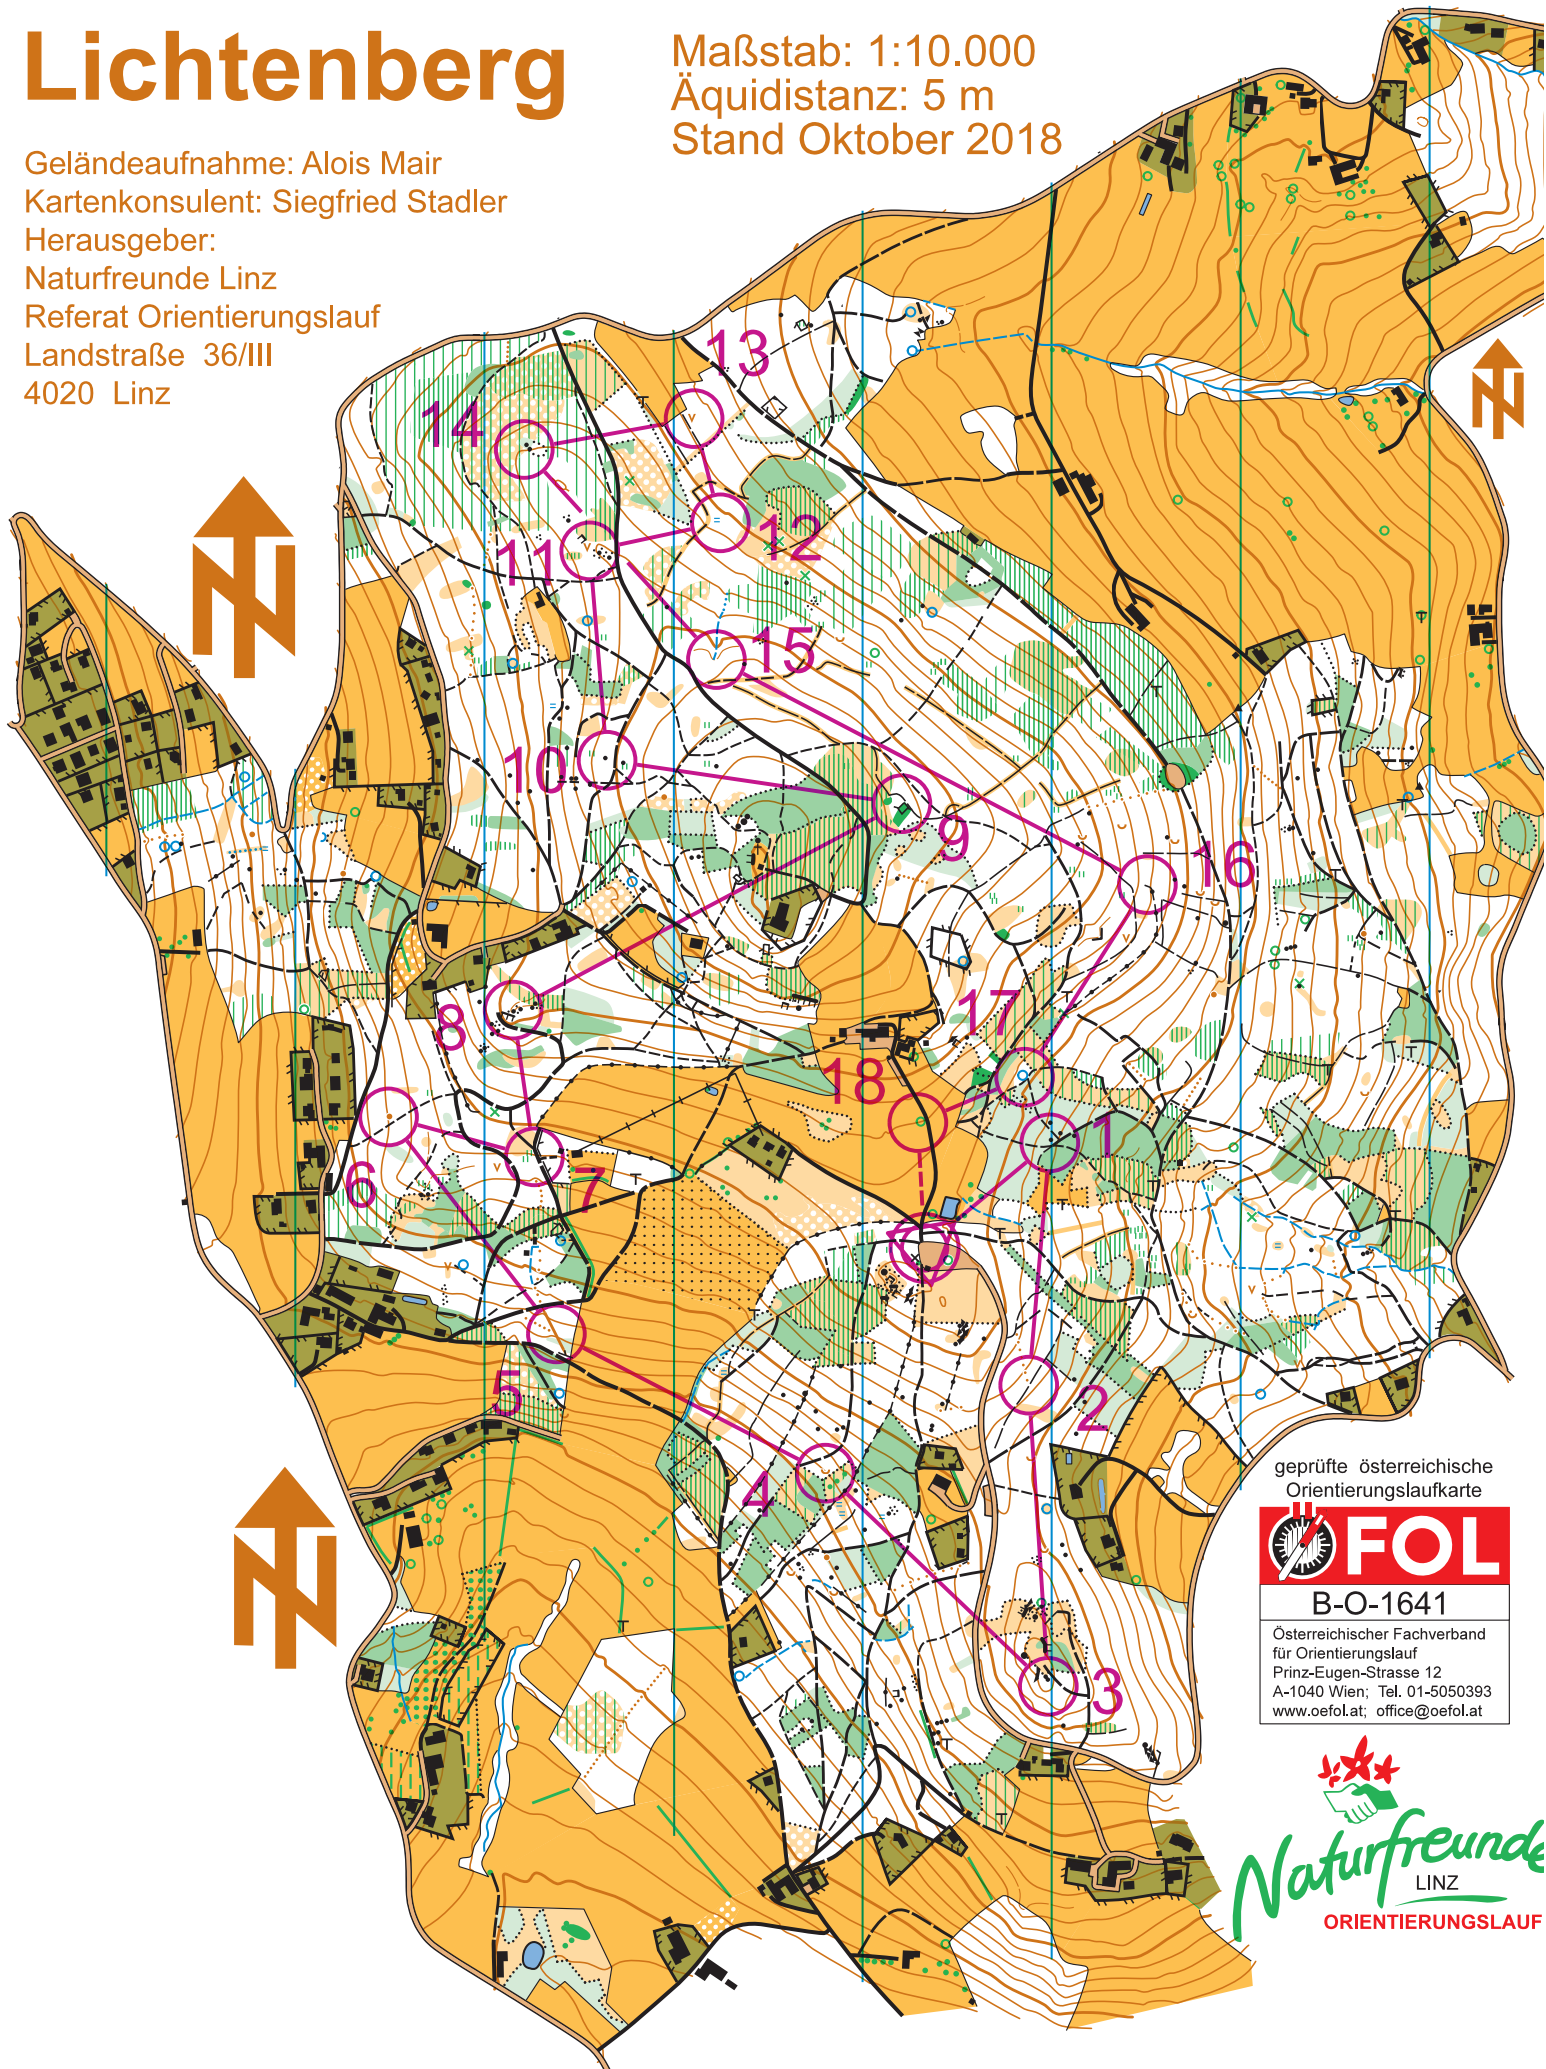 Lichtenberg
Maßstab: 1:10.000
Äquidistanz: 5 m
Stand Oktober 2018
Geländeaufnahme: Alois Mair
Kartenkonsulent: Siegfried Stadler
Herausgeber:
Naturfreunde Linz
Referat Orientierungslauf
Landstraße 36/III
4020 Linz
13
14
12
11
15
10
9
16
17
8
18
1
6
7
5
2
4
3
geprüfte österreichische
Orientierungslaufkarte
ÖFOL
B-O-1641
Österreichischer Fachverband
für Orientierungslauf
Prinz-Eugen-Strasse 12
A-1040 Wien; Tel. 01-5050393
www.oefol.at; office@oefol.at
Naturfreunde
LINZ
ORIENTIERUNGSLAUF